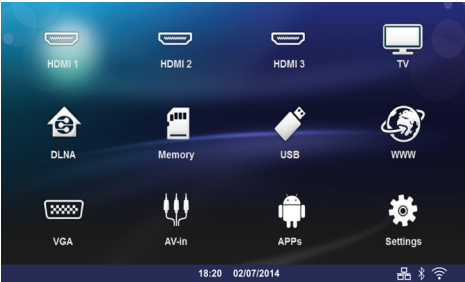 HDMI 1 HDMI 2 HDMI 3 TV
DLNA Memory USB WWW
VGA AV-in APPs Settings
18:20 02/07/2014